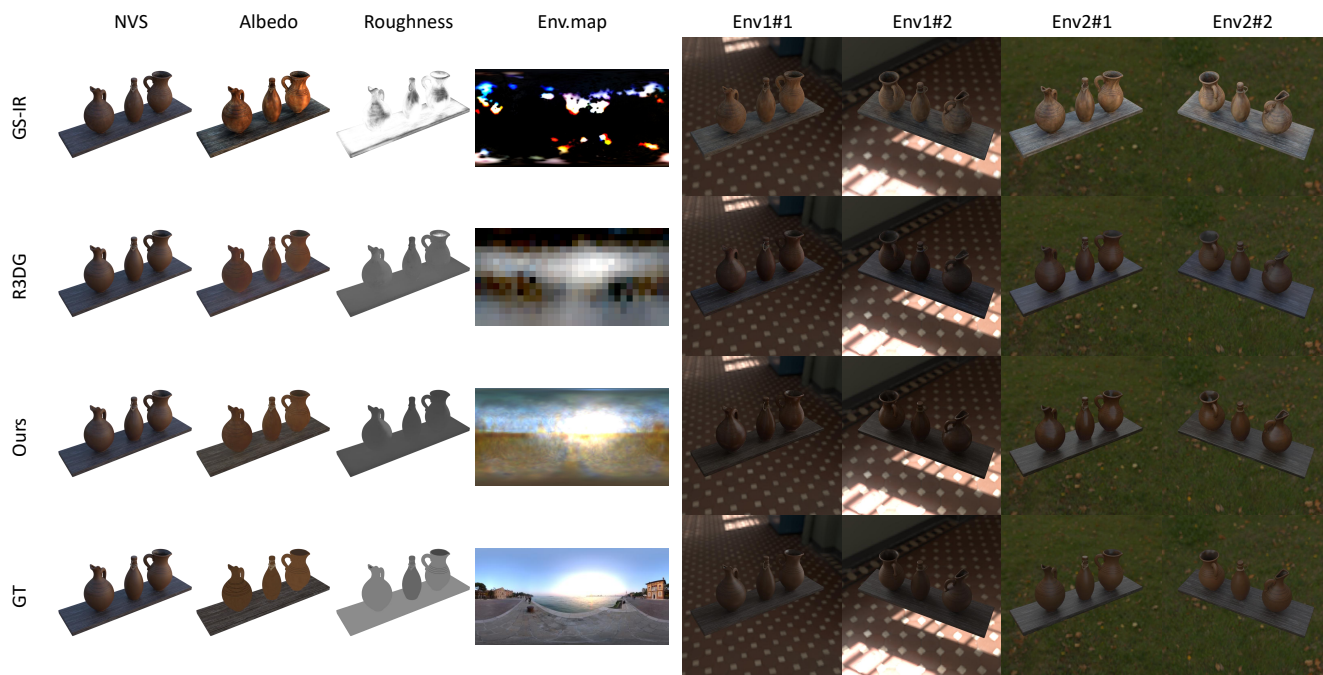 NVS Albedo Roughness Env.map Env1#1 Env1#2 Env2#1 Env2#2
GS-IR
R3DG
Ours
GT